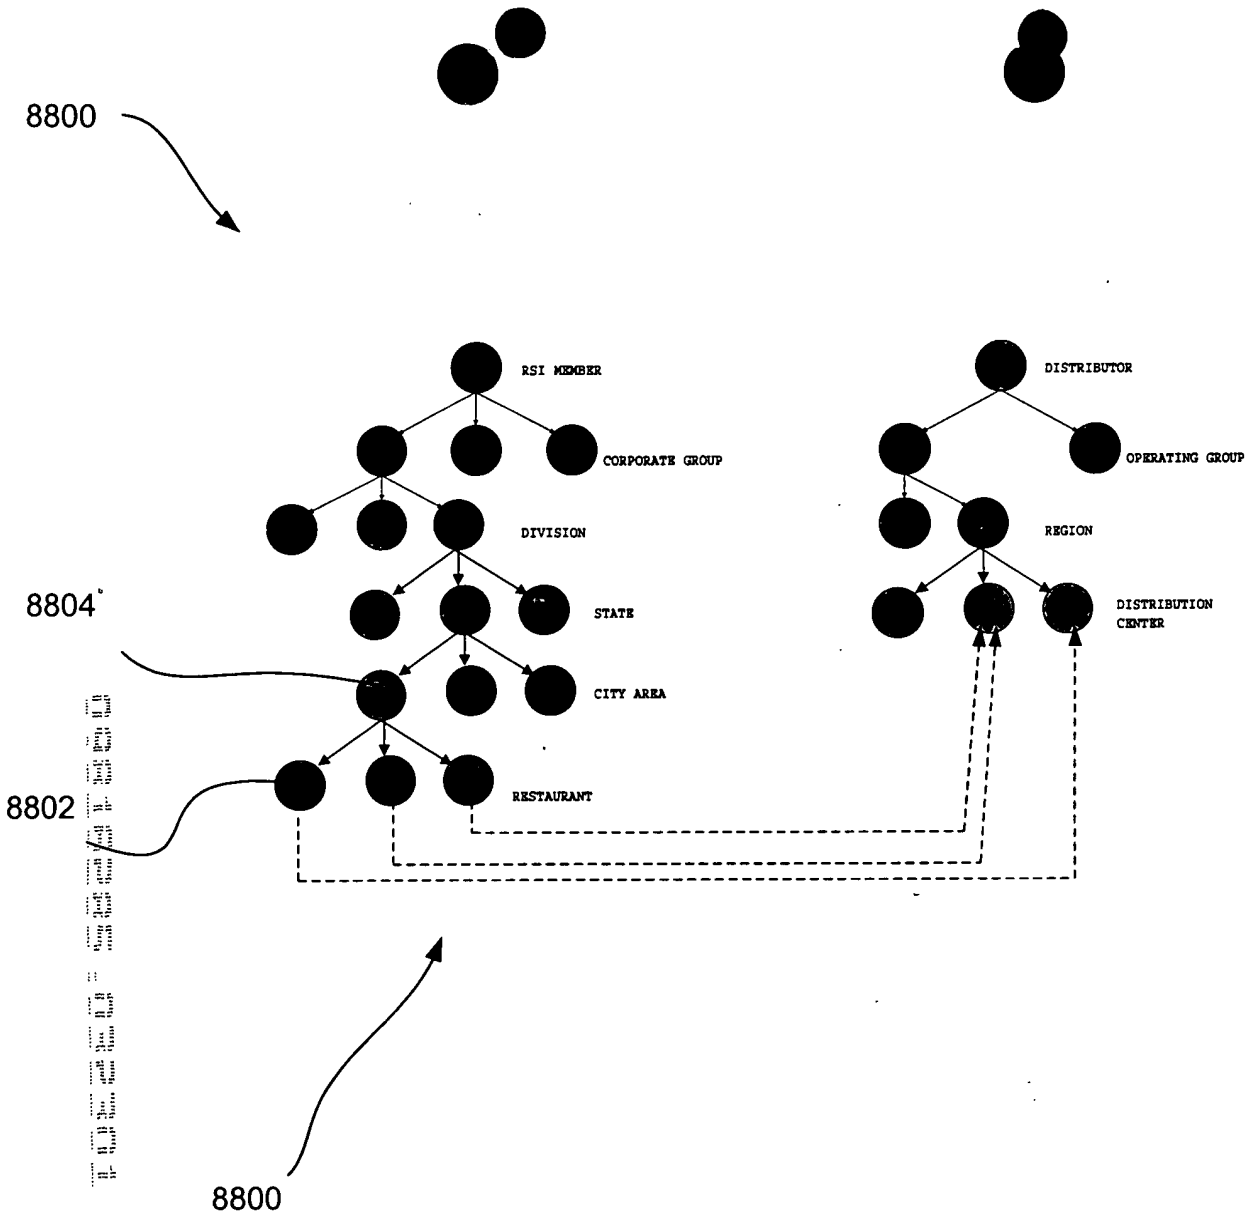 8800
RSI MEMBER
DISTRIBUTOR
CORPORATE GROUP
OPERATING GROUP
DIVISION
REGION
8804
STATE
DISTRIBUTION
CENTER
CITY AREA
8802
RESTAURANT
8800